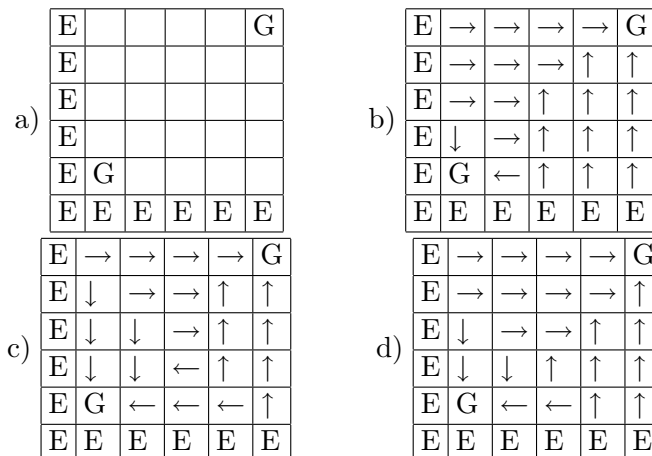 a)
E G
E
E
E
E G
E E E E E E
b)
E → → → → G
E → → → ↑ ↑
E → → ↑ ↑ ↑
E ↓ → ↑ ↑ ↑
E G ← ↑ ↑ ↑
E E E E E E
c)
E → → → → G
E ↓ → → ↑ ↑
E ↓ ↓ → ↑ ↑
E ↓ ↓ ← ↑ ↑
E G ← ← ← ↑
E E E E E E
d)
E → → → → G
E → → → → ↑
E ↓ → → ↑ ↑
E ↓ ↓ ↑ ↑ ↑
E G ← ← ↑ ↑
E E E E E E